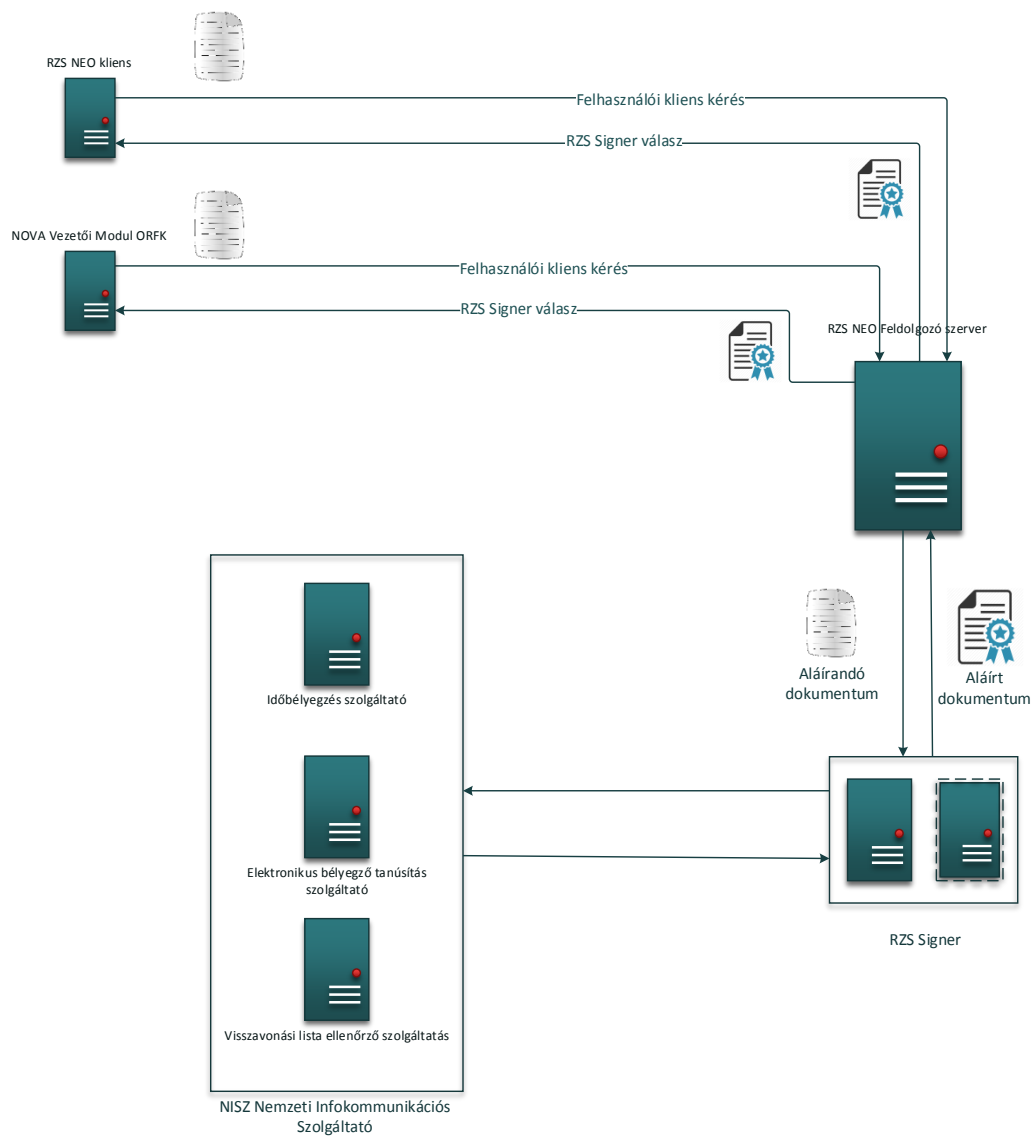 RZS NEO kliens
Felhasználói kliens kérés
RZS Signer válasz
NOVA Vezetői Modul ORFK
Felhasználói kliens kérés
RZS Signer válasz
RZS NEO Feldolgozó szerver
Aláírandó
dokumentum
Aláírt
dokumentum
Időbélyegzés szolgáltató
Elektronikus bélyegző tanúsítás
szolgáltató
Visszavonási lista ellenőrző szolgáltatás
RZS Signer
NISZ Nemzeti Infokommunikációs
Szolgáltató